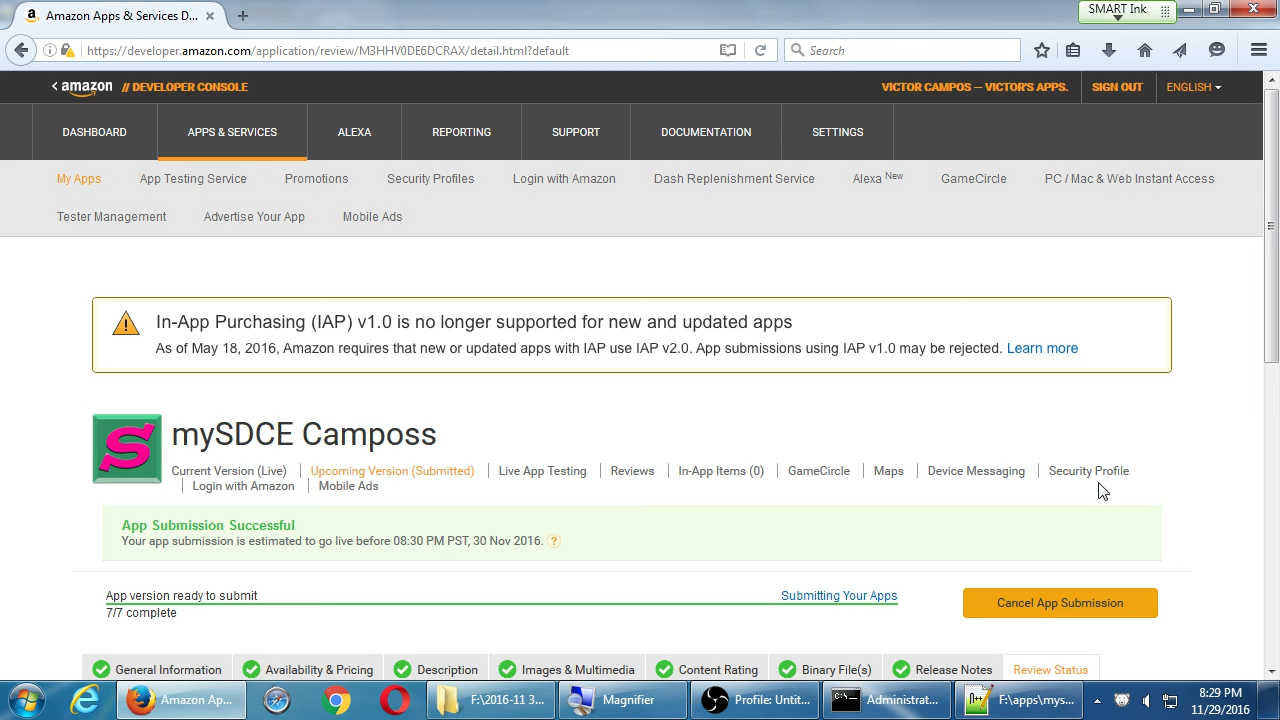 Amazon Apps & Services D...
SMART Ink
https://developer.amazon.com/application/review/M3HHV0DE6DCRAX/detail.html?default
Search
amazon // DEVELOPER CONSOLE
VICTOR CAMPOS — VICTOR'S APPS.
SIGN OUT
ENGLISH
DASHBOARD
APPS & SERVICES
ALEXA
REPORTING
SUPPORT
DOCUMENTATION
SETTINGS
My Apps
App Testing Service
Promotions
Security Profiles
Login with Amazon
Dash Replenishment Service
Alexa New
GameCircle
PC / Mac & Web Instant Access
Tester Management
Advertise Your App
Mobile Ads
In-App Purchasing (IAP) v1.0 is no longer supported for new and updated apps
As of May 18, 2016, Amazon requires that new or updated apps with IAP use IAP v2.0. App submissions using IAP v1.0 may be rejected. Learn more
S
mySDCE Camposs
Current Version (Live)
Upcoming Version (Submitted)
Live App Testing
Reviews
In-App Items (0)
GameCircle
Maps
Device Messaging
Security Profile
Login with Amazon
Mobile Ads
App Submission Successful
Your app submission is estimated to go live before 08:30 PM PST, 30 Nov 2016. ?
App version ready to submit
Submitting Your Apps
7/7 complete
Cancel App Submission
General Information
Availability & Pricing
Description
Images & Multimedia
Content Rating
Binary File(s)
Release Notes
Review Status
Amazon Ap...
F:\2016-11 3...
Magnifier
Profile: Untit...
Administrat...
F:\apps\mys...
8:29 PM
11/29/2016